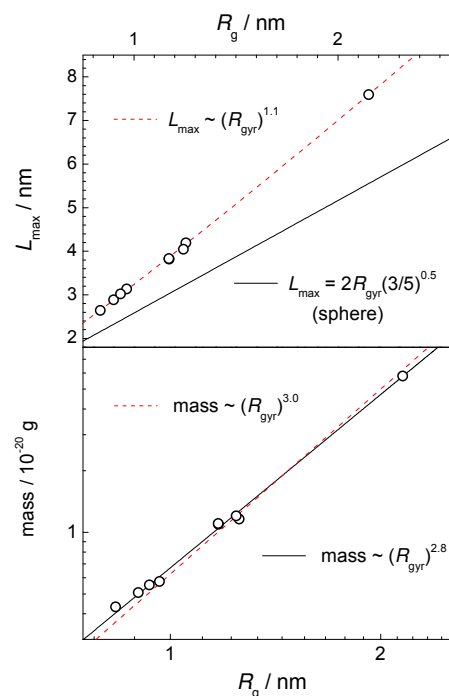 R_g / nm
1 2
8
7
6
5
4
3
2
L_max / nm
L_max ~ (R_gyr)^1.1
L_max = 2R_gyr(3/5)^0.5
(sphere)
mass ~ (R_gyr)^3.0
1
mass / 10^-20 g
mass ~ (R_gyr)^2.8
1 2
R_g / nm